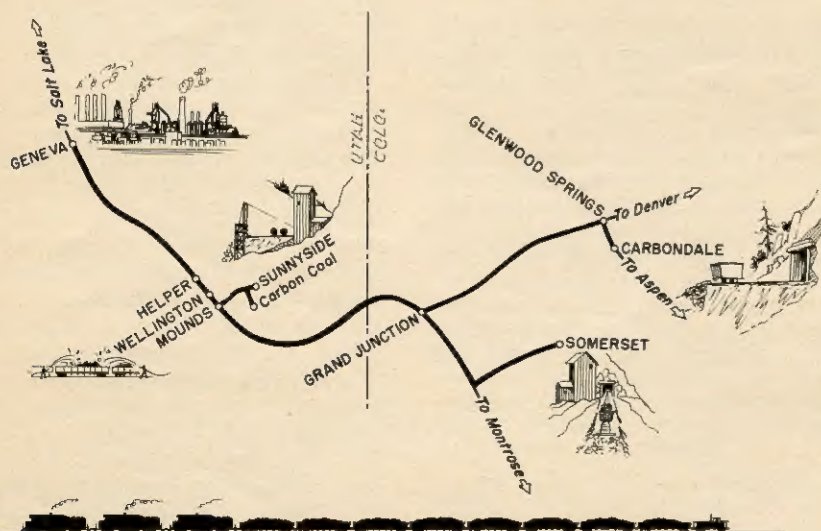 To Salt Lake
GENEVA
UTAH
COLO.
GLENWOOD SPRINGS
To Denver
CARBONDALE
To Aspen
SUNNYSIDE
Carbon Coal
HELPER
WELLINGTON
MOUNDS
GRAND JUNCTION
SOMERSET
To Montrose